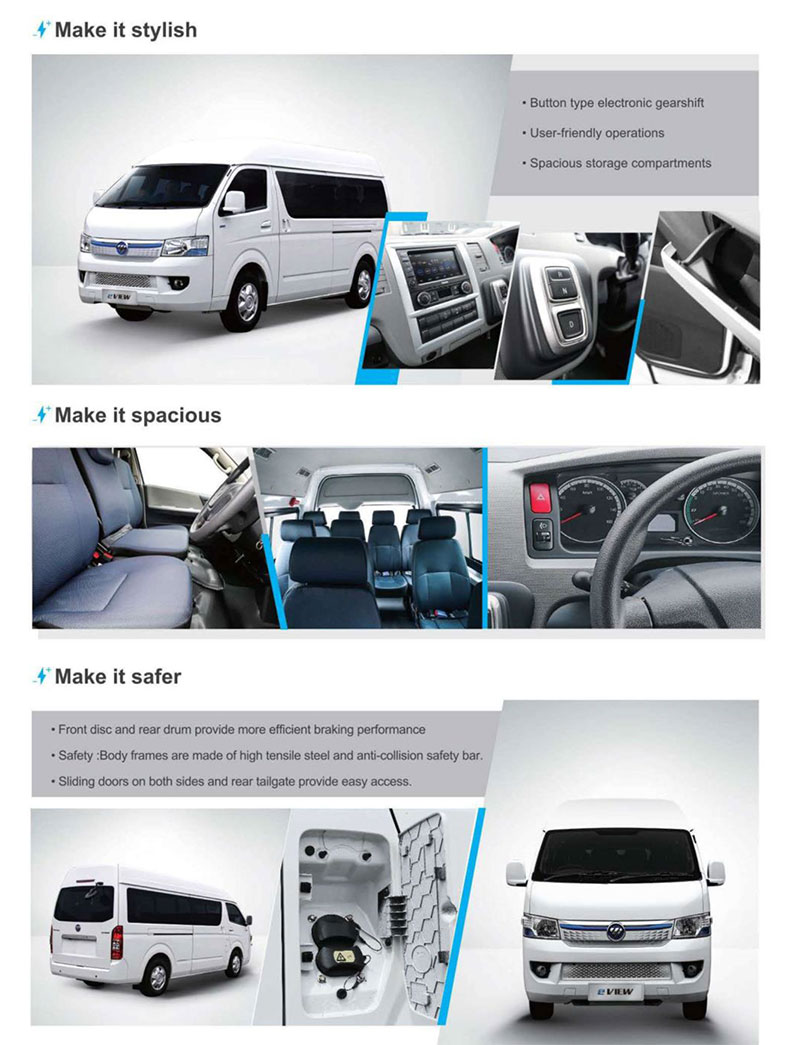 Make it stylish
• Button type electronic gearshift
• User-friendly operations
• Spacious storage compartments
R
N
D
eVIEW
Make it spacious
Make it safer
• Front disc and rear drum provide more efficient braking performance
• Safety :Body frames are made of high tensile steel and anti-collision safety bar.
• Sliding doors on both sides and rear tailgate provide easy access.
eVIEW